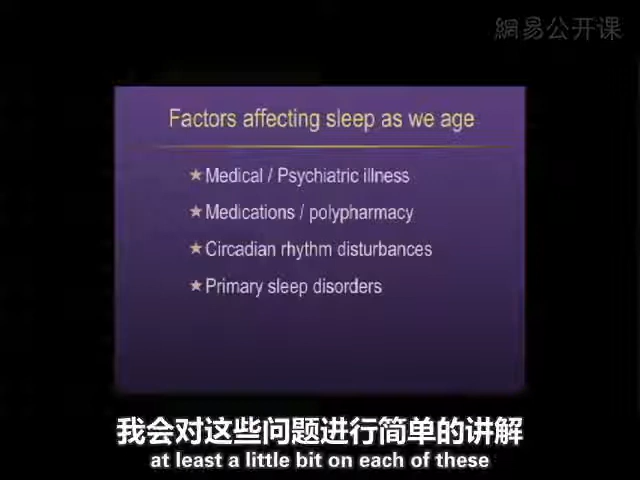 網易公开课
Factors affecting sleep as we age
★Medical / Psychiatric illness
★Medications / polypharmacy
★Circadian rhythm disturbances
★Primary sleep disorders
我会对这些问题进行简单的讲解
at least a little bit on each of these